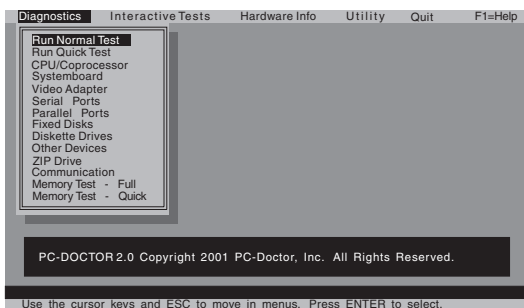 Diagnostics Interactive Tests Hardware Info Utility Quit F1=Help
Run Normal Test
Run Quick Test
CPU/Coprocessor
Systemboard
Video Adapter
Serial Ports
Parallel Ports
Fixed Disks
Diskette Drives
Other Devices
ZIP Drive
Communication
Memory Test - Full
Memory Test - Quick
PC-DOCTOR 2.0 Copyright 2001 PC-Doctor, Inc. All Rights Reserved.
Use the cursor keys and ESC to move in menus. Press ENTER to select.